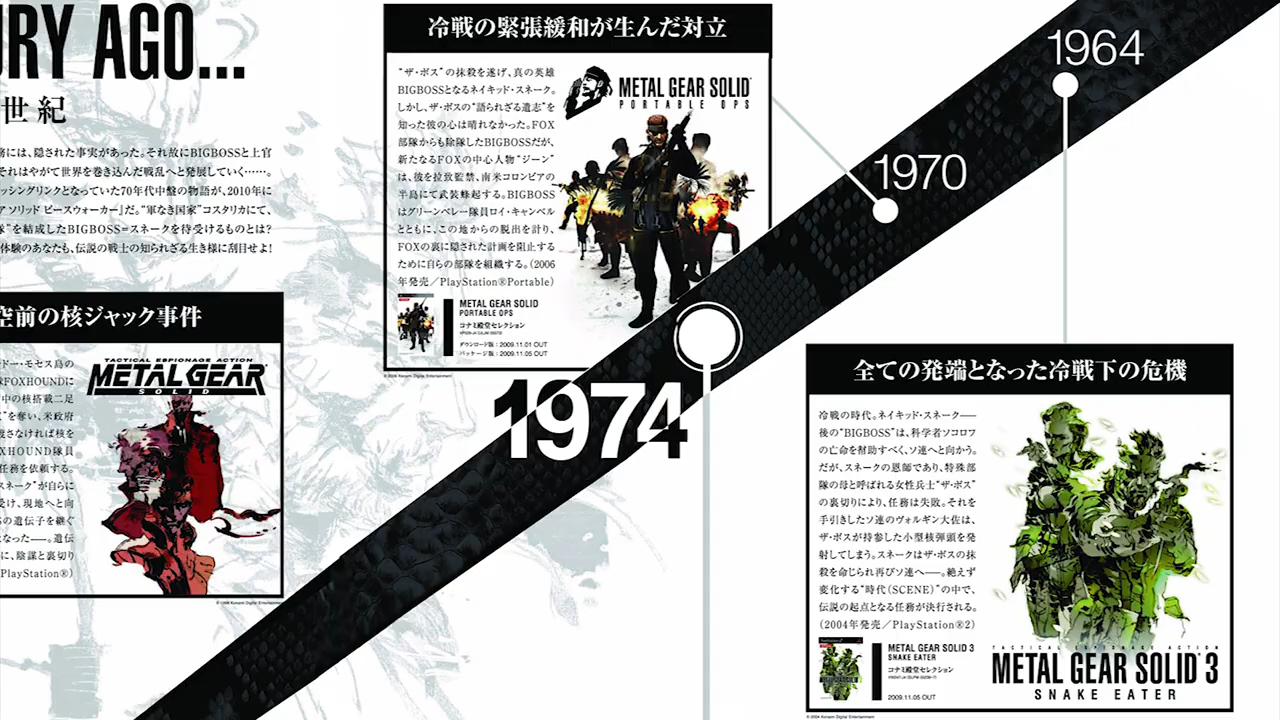 URY AGO...
世紀
務には、隠された事実があった。それ故にBIGBOSSと上官
それはやがて世界を巻き込んだ戦乱へと発展していく……。
ッシングリンクとなっていた70年代中盤の物語が、2010年に
ア ソリッド ピースウォーカー』だ。“軍なき国家”コスタリカにて、
隊”を結成したBIGBOSS=スネークを待受けるものとは?
体験のあなたも、伝説の戦士の知られざる生き様に刮目せよ!
空前の核ジャック事件
ドー・モセス島の
FOXHOUNDに
中の核搭載二足
”を奪い、米政府
さなければ核を
XHOUND隊員
任務を依頼する。
スネーク”が自らに
受け、現地へと向
の遺伝子を継ぐ
なった―。遺伝
に、陰謀と裏切り
PlayStation®)
TACTICAL ESPIONAGE ACTION
METAL GEAR
SOLID
© 1998 Konami Digital Entertainment
冷戦の緊張緩和が生んだ対立
“ザ・ボス”の抹殺を遂げ、真の英雄
BIGBOSSとなるネイキッド・スネーク。
しかし、ザ・ボスの“語られざる遺志”を
知った彼の心は晴れなかった。FOX
部隊からも除隊したBIGBOSSだが、
新たなるFOXの中心人物“ジーン”
は、彼を拉致監禁、南米コロンビアの
半島にて武装蜂起する。BIGBOSS
はグリーンベレー隊員ロイ・キャンベル
とともに、この地からの脱出を計り、
FOXの裏に隠された計画を阻止する
ために自らの部隊を組織する。(2006
年発売/PlayStation®Portable)
METAL GEAR SOLID
PORTABLE OPS
METAL GEAR SOLID
PORTABLE OPS
コナミ殿堂セレクション
ダウンロード版:2009.11.01 OUT
パッケージ版:2009.11.05 OUT
© 2006 Konami Digital Entertainment
1964
1970
1974
全ての発端となった冷戦下の危機
冷戦の時代。ネイキッド・スネーク――
後の“BIGBOSS”は、科学者ソコロフ
の亡命を幇助すべく、ソ連へと向かう。
だが、スネークの恩師であり、特殊部
隊の母と呼ばれる女性兵士“ザ・ボス”
の裏切りにより、任務は失敗。それを
手引きしたソ連のヴォルギン大佐は、
ザ・ボスが持参した小型核弾頭を発
射してしまう。スネークはザ・ボスの抹
殺を命じられ再びソ連へ―。絶えず
変化する“時代(SCENE)”の中で、
伝説の起点となる任務が決行される。
(2004年発売/PlayStation®2)
METAL GEAR SOLID 3
SNAKE EATER
コナミ殿堂セレクション
2009.11.05 OUT
TACTICAL ESPIONAGE ACTION
METAL GEAR SOLID 3
SNAKE EATER
© 2004 Konami Digital Entertainment